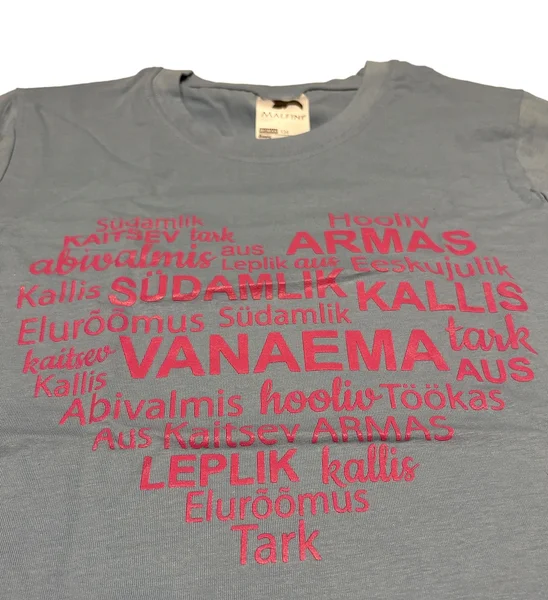 MALFINI
Südamlik Hooliv
KAITSEV tark ARMAS
abivalmis aus Leplik aus Eeskujulik
Kallis SÜDAMLIK KALLIS
Elurõõmus Südamlik
kaitsev VANAEMA tark
Kallis AUS
Abivalmis hooliv Töökas
Aus Kaitsev ARMAS
LEPLIK kallis
Elurõõmus
Tark